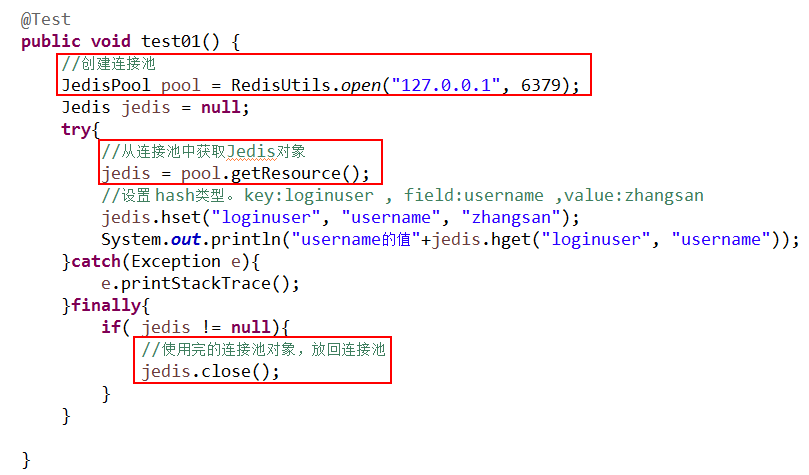 @Test
public void test01() {
//创建连接池
JedisPool pool = RedisUtils.open("127.0.0.1", 6379);
Jedis jedis = null;
try{
//从连接池中获取Jedis对象
jedis = pool.getResource();
//设置hash类型。key:loginuser , field:username ,value:zhangsan
jedis.hset("loginuser", "username", "zhangsan");
System.out.println("username的值"+jedis.hget("loginuser", "username"));
}catch(Exception e){
e.printStackTrace();
}finally{
if( jedis != null){
//使用完的连接池对象，放回连接池
jedis.close();
}
}
}